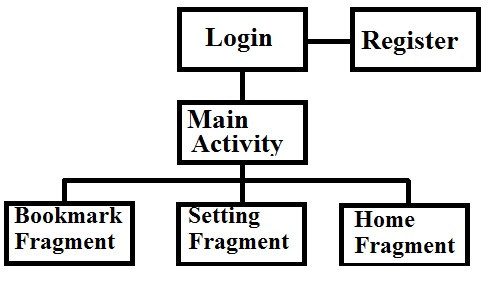 Login
Register
Main
Activity
Bookmark
Fragment
Setting
Fragment
Home
Fragment